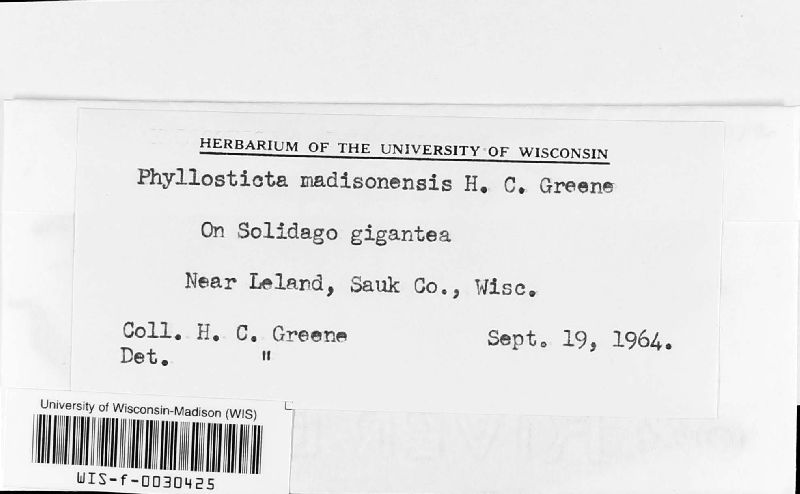 HERBARIUM OF THE UNIVERSITY OF WISCONSIN
Phyllosticta madisonensis H. C. Greene
On Solidago gigantea
Near Leland, Sauk Co., Wisc.
Coll. H. C. Greene Sept. 19, 1964.
Det. "
University of Wisconsin-Madison (WIS)
WIS-f-0030425